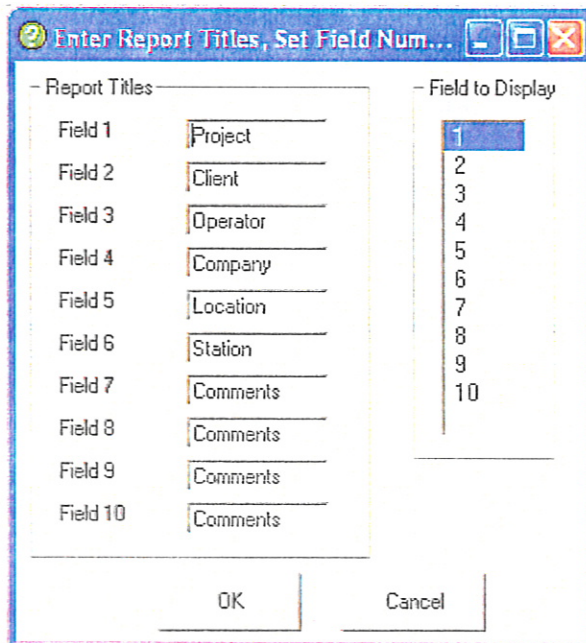 Enter Report Titles, Set Field Num...
Report Titles
Field 1 Project
Field 2 Client
Field 3 Operator
Field 4 Company
Field 5 Location
Field 6 Station
Field 7 Comments
Field 8 Comments
Field 9 Comments
Field 10 Comments
Field to Display
1
2
3
4
5
6
7
8
9
10
OK Cancel